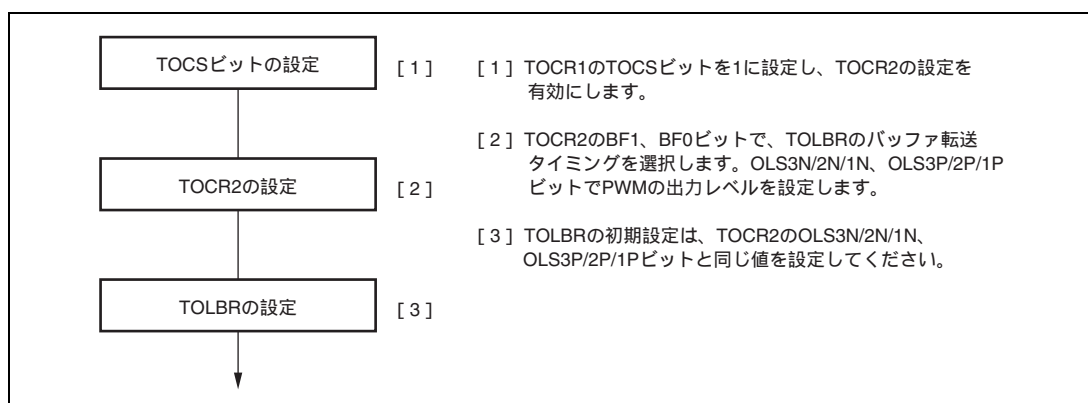 TOCSビットの設定
[ 1 ]
TOCR2の設定
[ 2 ]
TOLBRの設定
[ 3 ]
[ 1 ] TOCR1のTOCSビットを1に設定し、TOCR2の設定を
有効にします。
[ 2 ] TOCR2のBF1、BF0ビットで、TOLBRのバッファ転送
タイミングを選択します。OLS3N/2N/1N、OLS3P/2P/1P
ビットでPWMの出力レベルを設定します。
[ 3 ] TOLBRの初期設定は、TOCR2のOLS3N/2N/1N、
OLS3P/2P/1Pビットと同じ値を設定してください。